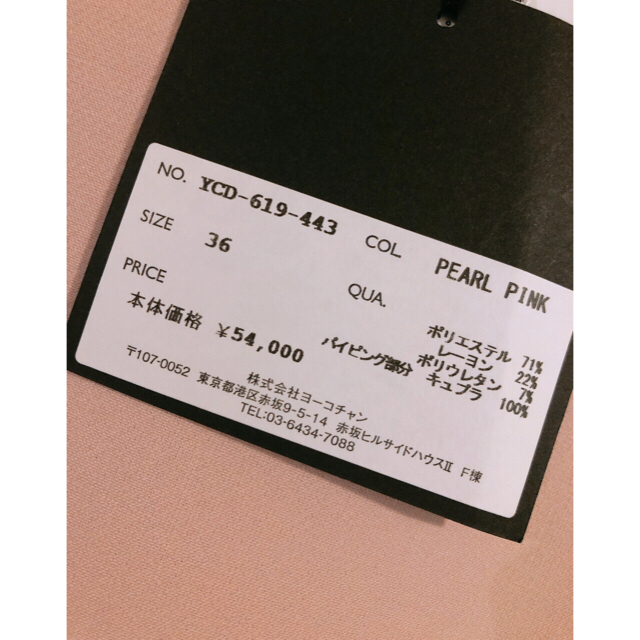 NO. YCD-619-443 COL. PEARL PINK
SIZE 36 QUA. ポリエステル 71%
レーヨン 22%
ポリウレタン 7%
パイピング部分 キュプラ 100%
PRICE
本体価格 ¥54,000
株式会社ヨーコチャン
〒107-0052 東京都港区赤坂9-5-14 赤坂ヒルサイドハウスⅡ F棟
TEL:03-6434-7088